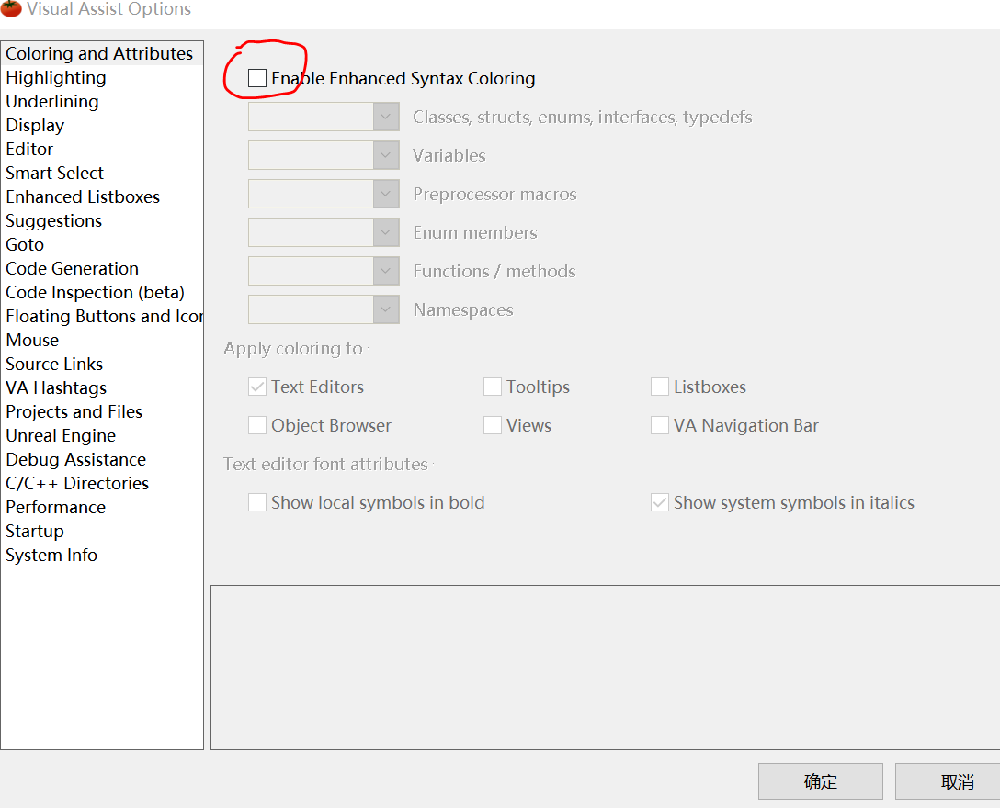 Visual Assist Options
Coloring and Attributes
Highlighting
Underlining
Display
Editor
Smart Select
Enhanced Listboxes
Suggestions
Goto
Code Generation
Code Inspection (beta)
Floating Buttons and Icon
Mouse
Source Links
VA Hashtags
Projects and Files
Unreal Engine
Debug Assistance
C/C++ Directories
Performance
Startup
System Info
Enable Enhanced Syntax Coloring
Classes, structs, enums, interfaces, typedefs
Variables
Preprocessor macros
Enum members
Functions / methods
Namespaces
Apply coloring to
Text Editors Tooltips Listboxes
Object Browser Views VA Navigation Bar
Text editor font attributes
Show local symbols in bold Show system symbols in italics
确定 取消